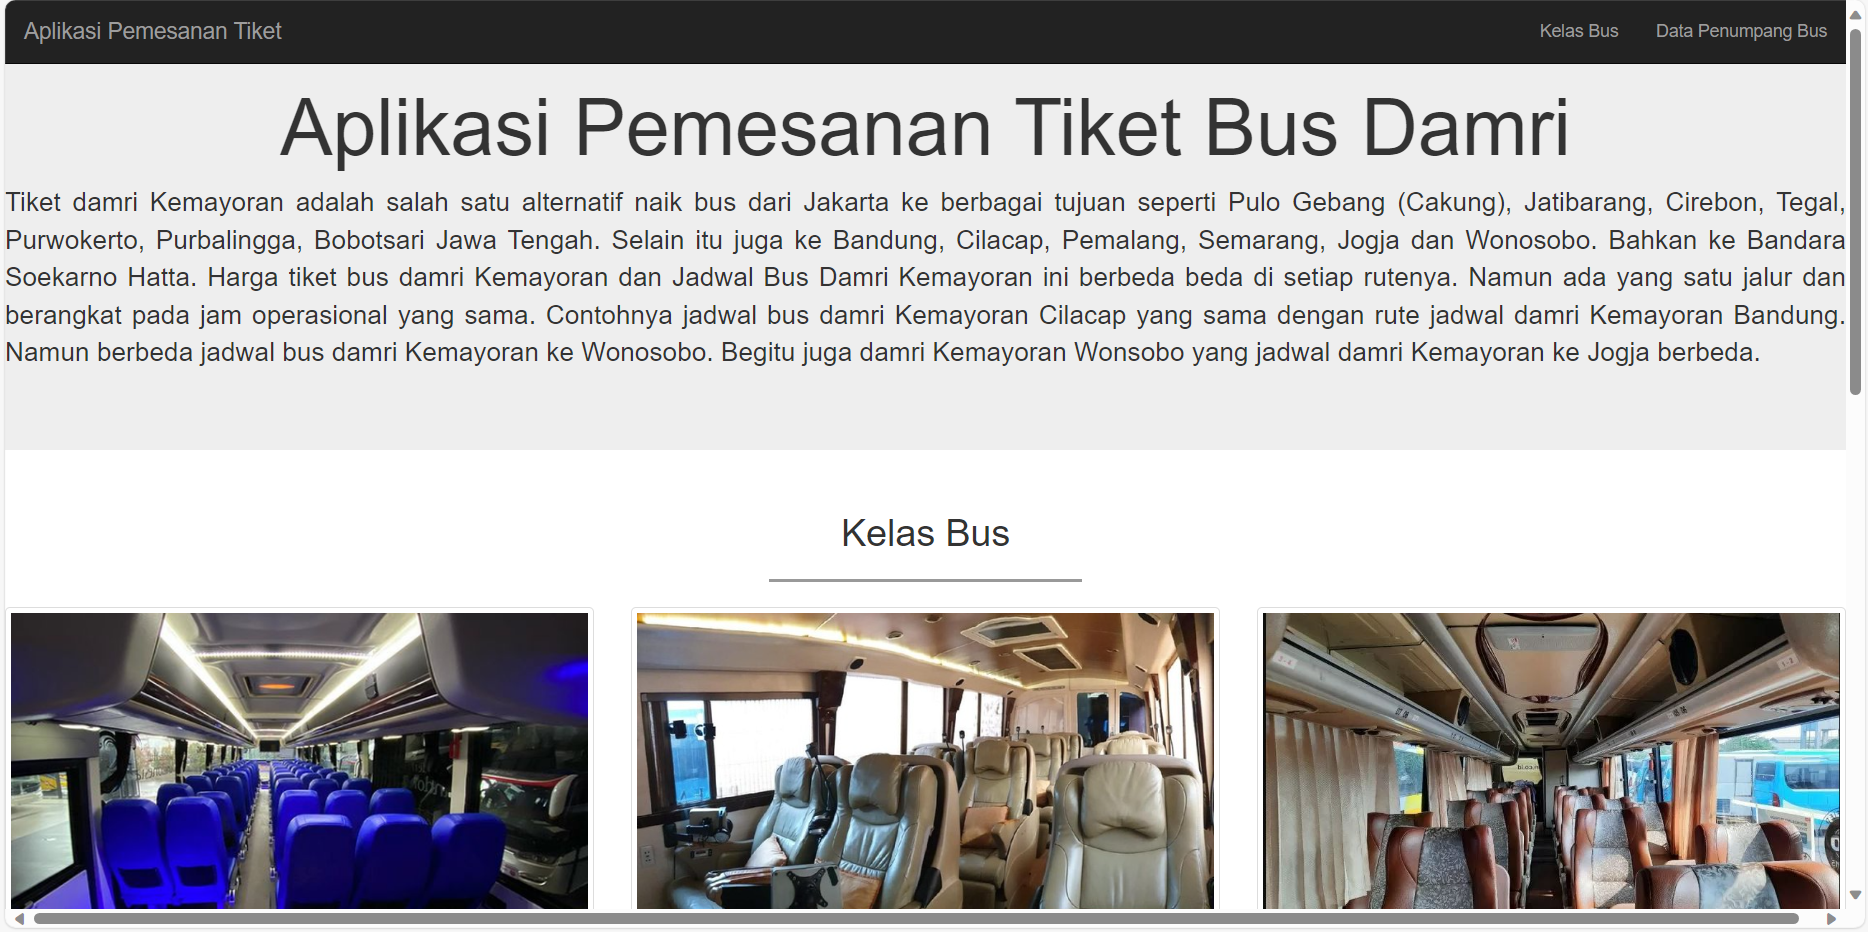 Aplikasi Pemesanan Tiket
Kelas Bus
Data Penumpang Bus
Aplikasi Pemesanan Tiket Bus Damri
Tiket damri Kemayoran adalah salah satu alternatif naik bus dari Jakarta ke berbagai tujuan seperti Pulo Gebang (Cakung), Jatibarang, Cirebon, Tegal,
Purwokerto, Purbalingga, Bobotsari Jawa Tengah. Selain itu juga ke Bandung, Cilacap, Pemalang, Semarang, Jogja dan Wonosobo. Bahkan ke Bandara
Soekarno Hatta. Harga tiket bus damri Kemayoran dan Jadwal Bus Damri Kemayoran ini berbeda beda di setiap rutenya. Namun ada yang satu jalur dan
berangkat pada jam operasional yang sama. Contohnya jadwal bus damri Kemayoran Cilacap yang sama dengan rute jadwal damri Kemayoran Bandung.
Namun berbeda jadwal bus damri Kemayoran ke Wonosobo. Begitu juga damri Kemayoran Wonsobo yang jadwal damri Kemayoran ke Jogja berbeda.
Kelas Bus